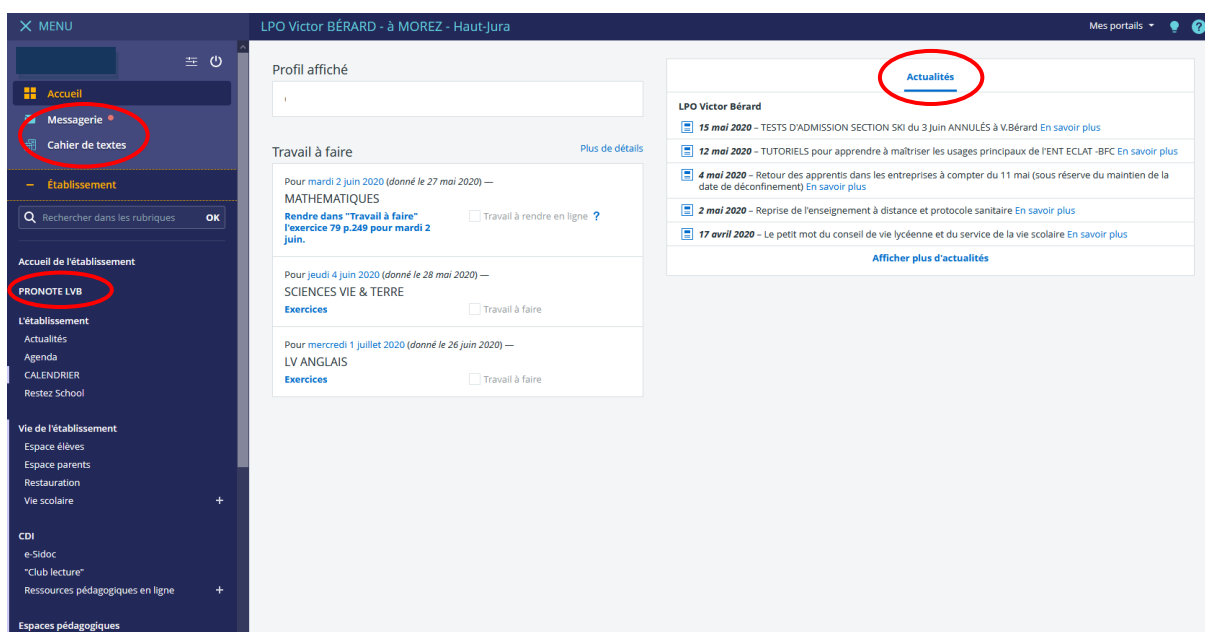 MENU
LPO Victor BÉRARD - à MOREZ - Haut-Jura
Mes portails
?
Accueil
Messagerie
Cahier de textes
Établissement
Rechercher dans les rubriques OK
Accueil de l'établissement
PRONOTE LVB
L'établissement
Actualités
Agenda
CALENDRIER
Restez School
Vie de l'établissement
Espace élèves
Espace parents
Restauration
Vie scolaire +
CDI
e-Sidoc
"Club lecture"
Ressources pédagogiques en ligne +
Espaces pédagogiques
Profil affiché
Travail à faire Plus de détails
Pour mardi 2 juin 2020 (donné le 27 mai 2020) —
MATHEMATIQUES
Rendre dans "Travail à faire"
l'exercice 79 p.249 pour mardi 2
juin.
Travail à rendre en ligne ?
Pour jeudi 4 juin 2020 (donné le 28 mai 2020) —
SCIENCES VIE & TERRE
Exercices Travail à faire
Pour mercredi 1 juillet 2020 (donné le 26 juin 2020) —
LV ANGLAIS
Exercices Travail à faire
Actualités
LPO Victor Bérard
15 mai 2020 – TESTS D'ADMISSION SECTION SKI du 3 Juin ANNULÉS à V.Bérard En savoir plus
12 mai 2020 – TUTORIELS pour apprendre à maîtriser les usages principaux de l'ENT ECLAT -BFC En savoir plus
4 mai 2020 – Retour des apprentis dans les entreprises à compter du 11 mai (sous réserve du maintien de la
date de déconfinement) En savoir plus
2 mai 2020 – Reprise de l'enseignement à distance et protocole sanitaire En savoir plus
17 avril 2020 – Le petit mot du conseil de vie lycéenne et du service de la vie scolaire En savoir plus
Afficher plus d'actualités